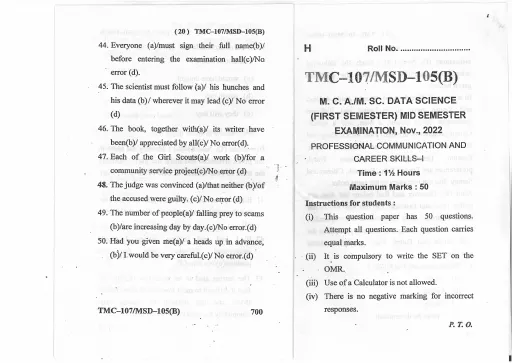 (20) TMC-107/MSD-105(B)
44. Everyone (a)/must sign their full name(b)/
before entering the examination hall(c)/No
error (d).
45. The scientist must follow (a)/ his hunches and
his data (b)/ wherever it may lead (c)/ No error
(d)
46. The book, together with(a)/ its writer have
been(b)/ appreciated by all(c)/ No error(d).
47. Each of the Girl Scouts(a)/ work (b)/for a
community service project(c)/No error (d)
48. The judge was convinced (a)/that neither (b)/of
the accused were guilty. (c)/ No error (d)
49. The number of people(a)/ falling prey to scams
(b)/are increasing day by day.(c)/No error.(d)
50. Had you given me(a)/ a heads up in advance,
(b)/ I would be very careful.(c)/ No error.(d)
TMC-107/MSD-105(B) 700
H Roll No. ..............................
TMC-107/MSD-105(B)
M. C. A./M. SC. DATA SCIENCE
(FIRST SEMESTER) MID SEMESTER
EXAMINATION, Nov., 2022
PROFESSIONAL COMMUNICATION AND
CAREER SKILLS-I
Time : 1½ Hours
Maximum Marks : 50
Instructions for students :
(i) This question paper has 50 questions.
Attempt all questions. Each question carries
equal marks.
(ii) It is compulsory to write the SET on the
OMR.
(iii) Use of a Calculator is not allowed.
(iv) There is no negative marking for incorrect
responses.
P. T. O.